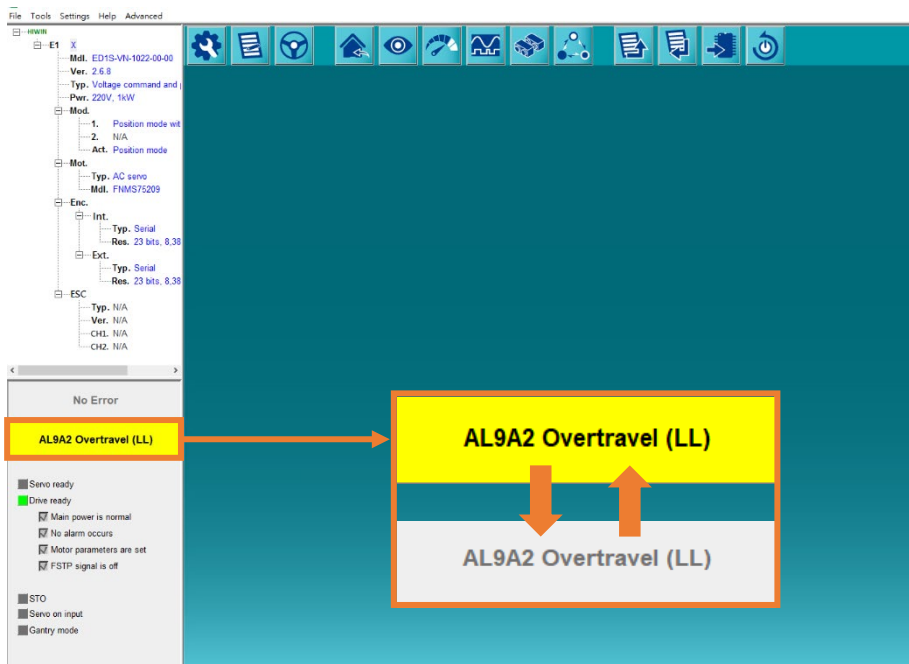 File Tools Settings Help Advanced
HIWIN
E1 X
Mdl. ED1S-VN-1022-00-00
Ver. 2.6.8
Typ. Voltage command and p
Pwr. 220V, 1kW
Mod.
1. Position mode wit
2. N/A
Act. Position mode
Mot.
Typ. AC servo
Mdl. FNMS75209
Enc.
Int.
Typ. Serial
Res. 23 bits, 8,38
Ext.
Typ. Serial
Res. 23 bits, 8,38
ESC
Typ. N/A
Ver. N/A
CH1. N/A
CH2. N/A
No Error
AL9A2 Overtravel (LL)
Servo ready
Drive ready
Main power is normal
No alarm occurs
Motor parameters are set
FSTP signal is off
STO
Servo on input
Gantry mode
AL9A2 Overtravel (LL)
AL9A2 Overtravel (LL)